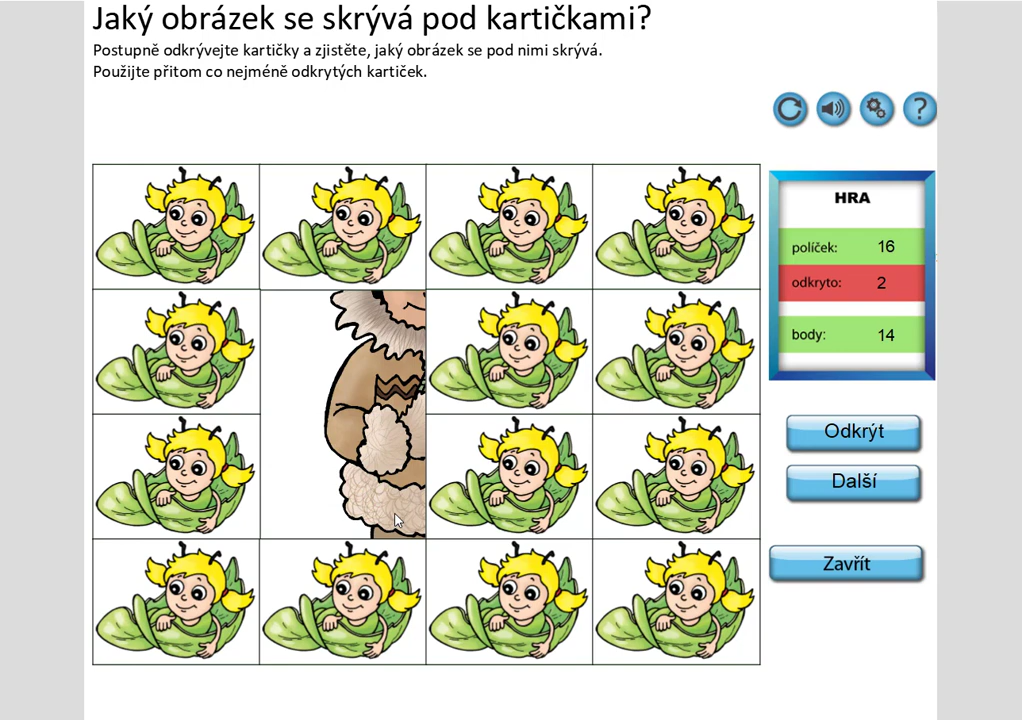 Jaký obrázek se skrývá pod kartičkami?
Postupně odkrývejte kartičky a zjistěte, jaký obrázek se pod nimi skrývá.
Použijte přitom co nejméně odkrytých kartiček.
?
HRA
políček: 16
odkryto: 2
body: 14
Odkrýt
Další
Zavřít